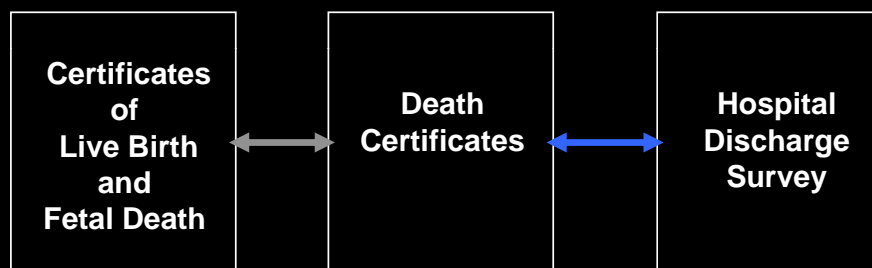 Certificates
of
Live Birth
and
Fetal Death
Death
Certificates
Hospital
Discharge
Survey